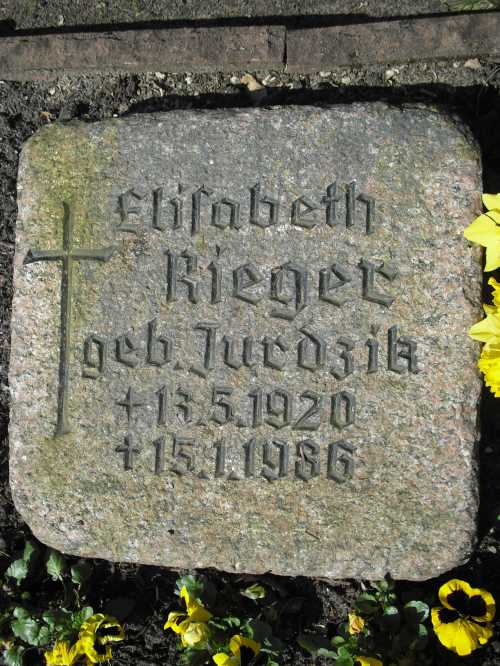 Eliſabeth
Rieger
geb. Jurdzik
+ 13.5.1920
+ 15.1.1986